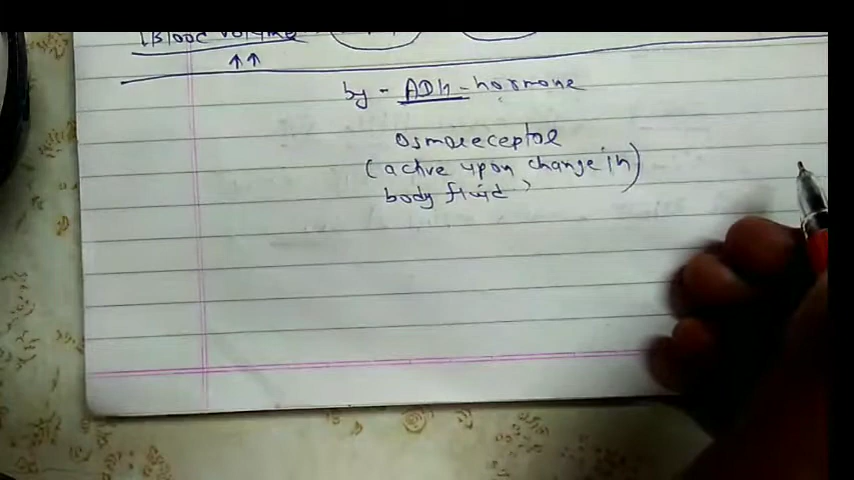 ↓Blood volume
↑↑
by - ADH - hormone
osmoreceptor
(active upon change in)
body fluid